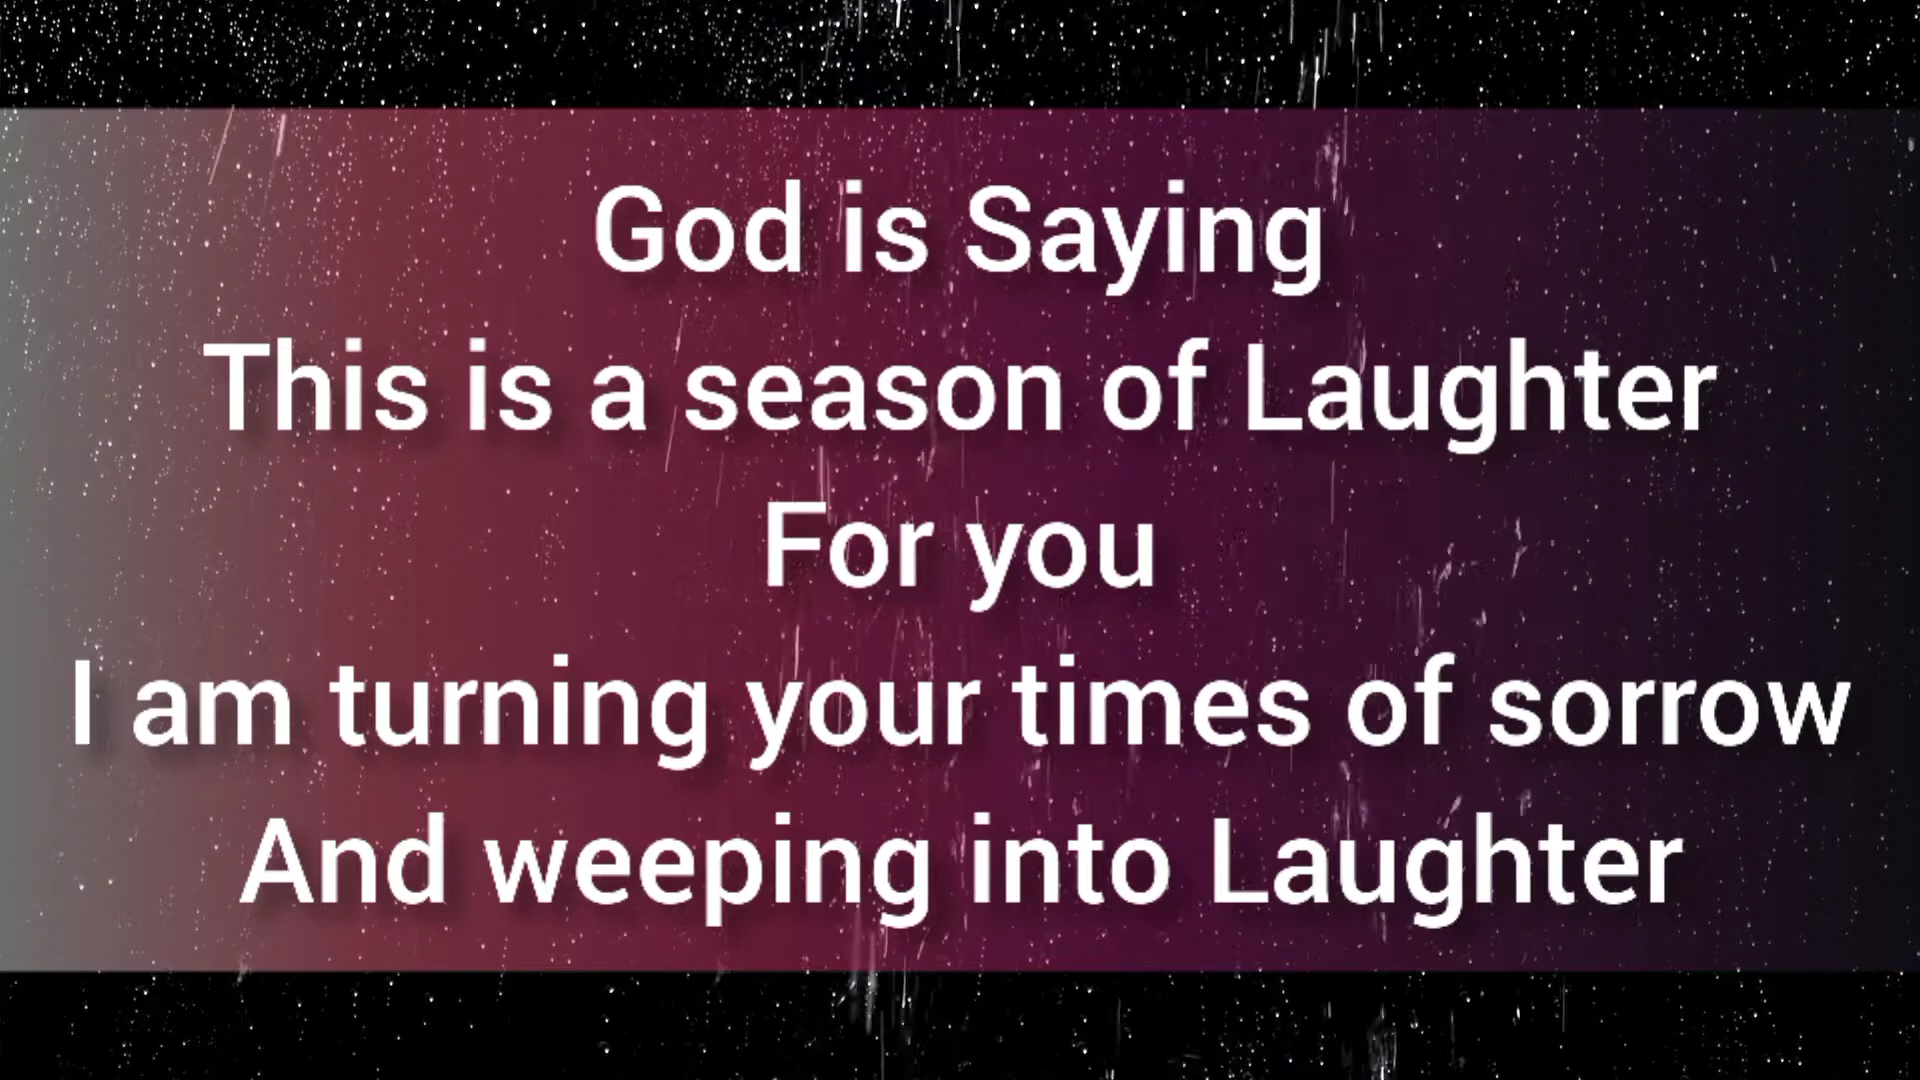 God is Saying
This is a season of Laughter
For you
I am turning your times of sorrow
And weeping into Laughter